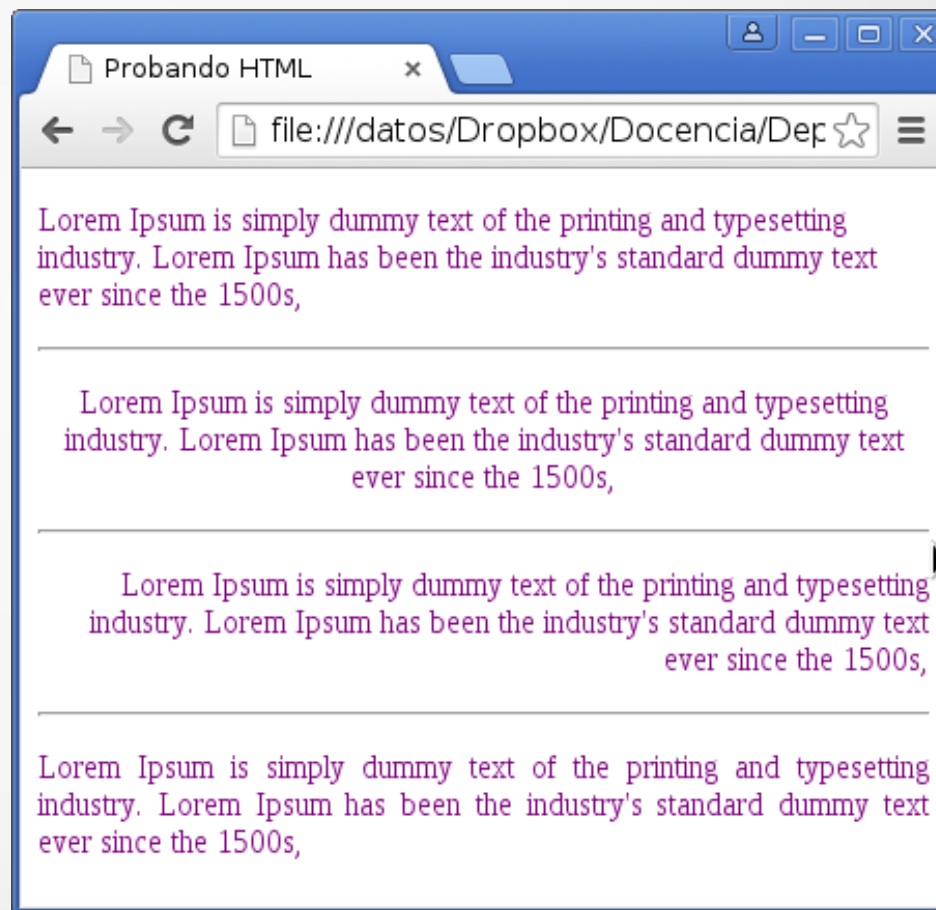 Probando HTML
file:///datos/Dropbox/Docencia/Dep
Lorem Ipsum is simply dummy text of the printing and typesetting
industry. Lorem Ipsum has been the industry's standard dummy text
ever since the 1500s,
Lorem Ipsum is simply dummy text of the printing and typesetting
industry. Lorem Ipsum has been the industry's standard dummy text
ever since the 1500s,
Lorem Ipsum is simply dummy text of the printing and typesetting
industry. Lorem Ipsum has been the industry's standard dummy text
ever since the 1500s,
Lorem Ipsum is simply dummy text of the printing and typesetting
industry. Lorem Ipsum has been the industry's standard dummy text
ever since the 1500s,